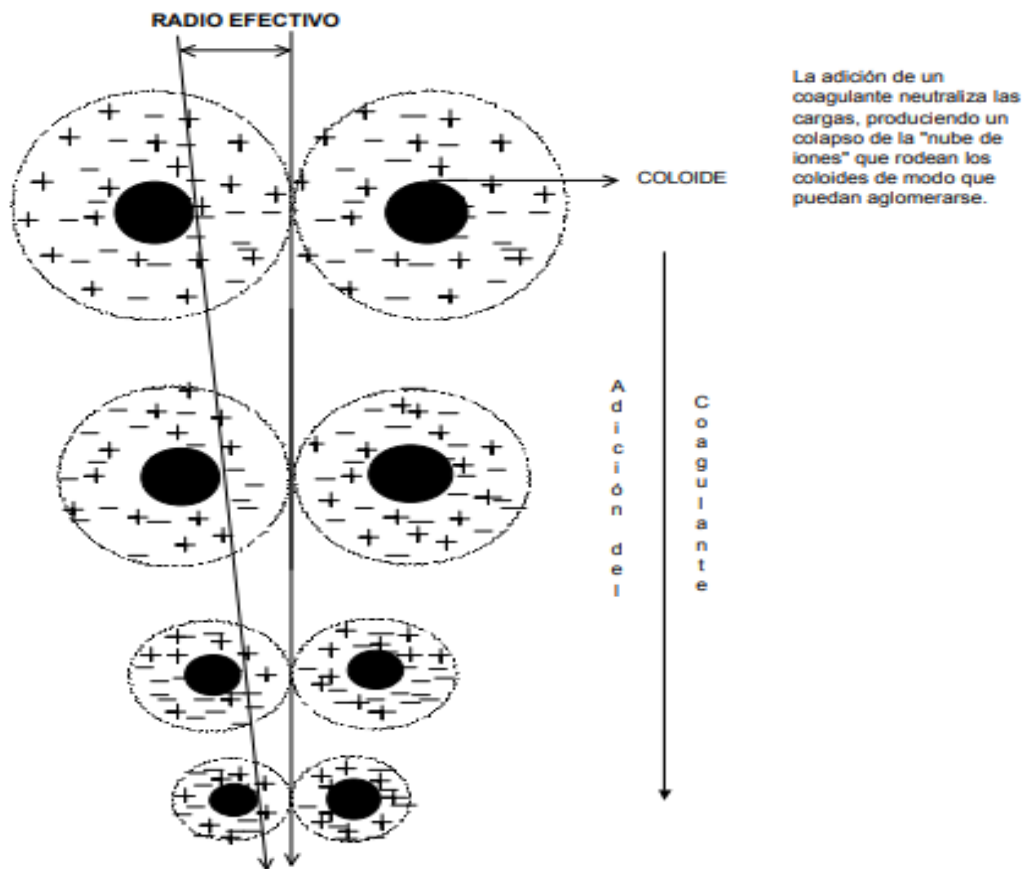 RADIO EFECTIVO
La adición de un
coagulante neutraliza las
cargas, produciendo un
colapso de la "nube de
iones" que rodean los
coloides de modo que
puedan aglomerarse.
COLOIDE
Adición del
Coagulante